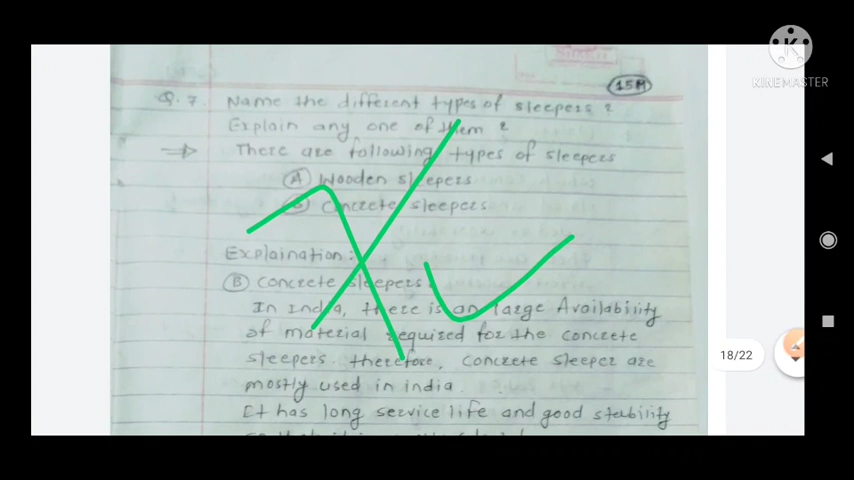 KINEMASTER
15M
Q.7. Name the different types of sleepers ?
Explain any one of them ?
There are following types of sleepers
(A) Wooden sleepers
(B) Concrete sleepers
Explaination :
(B) Concrete sleepers :
In India, there is an large Availability
of material required for the concrete
sleepers. therefore, concrete sleeper are
mostly used in india.
It has long service life and good stebility
18/22